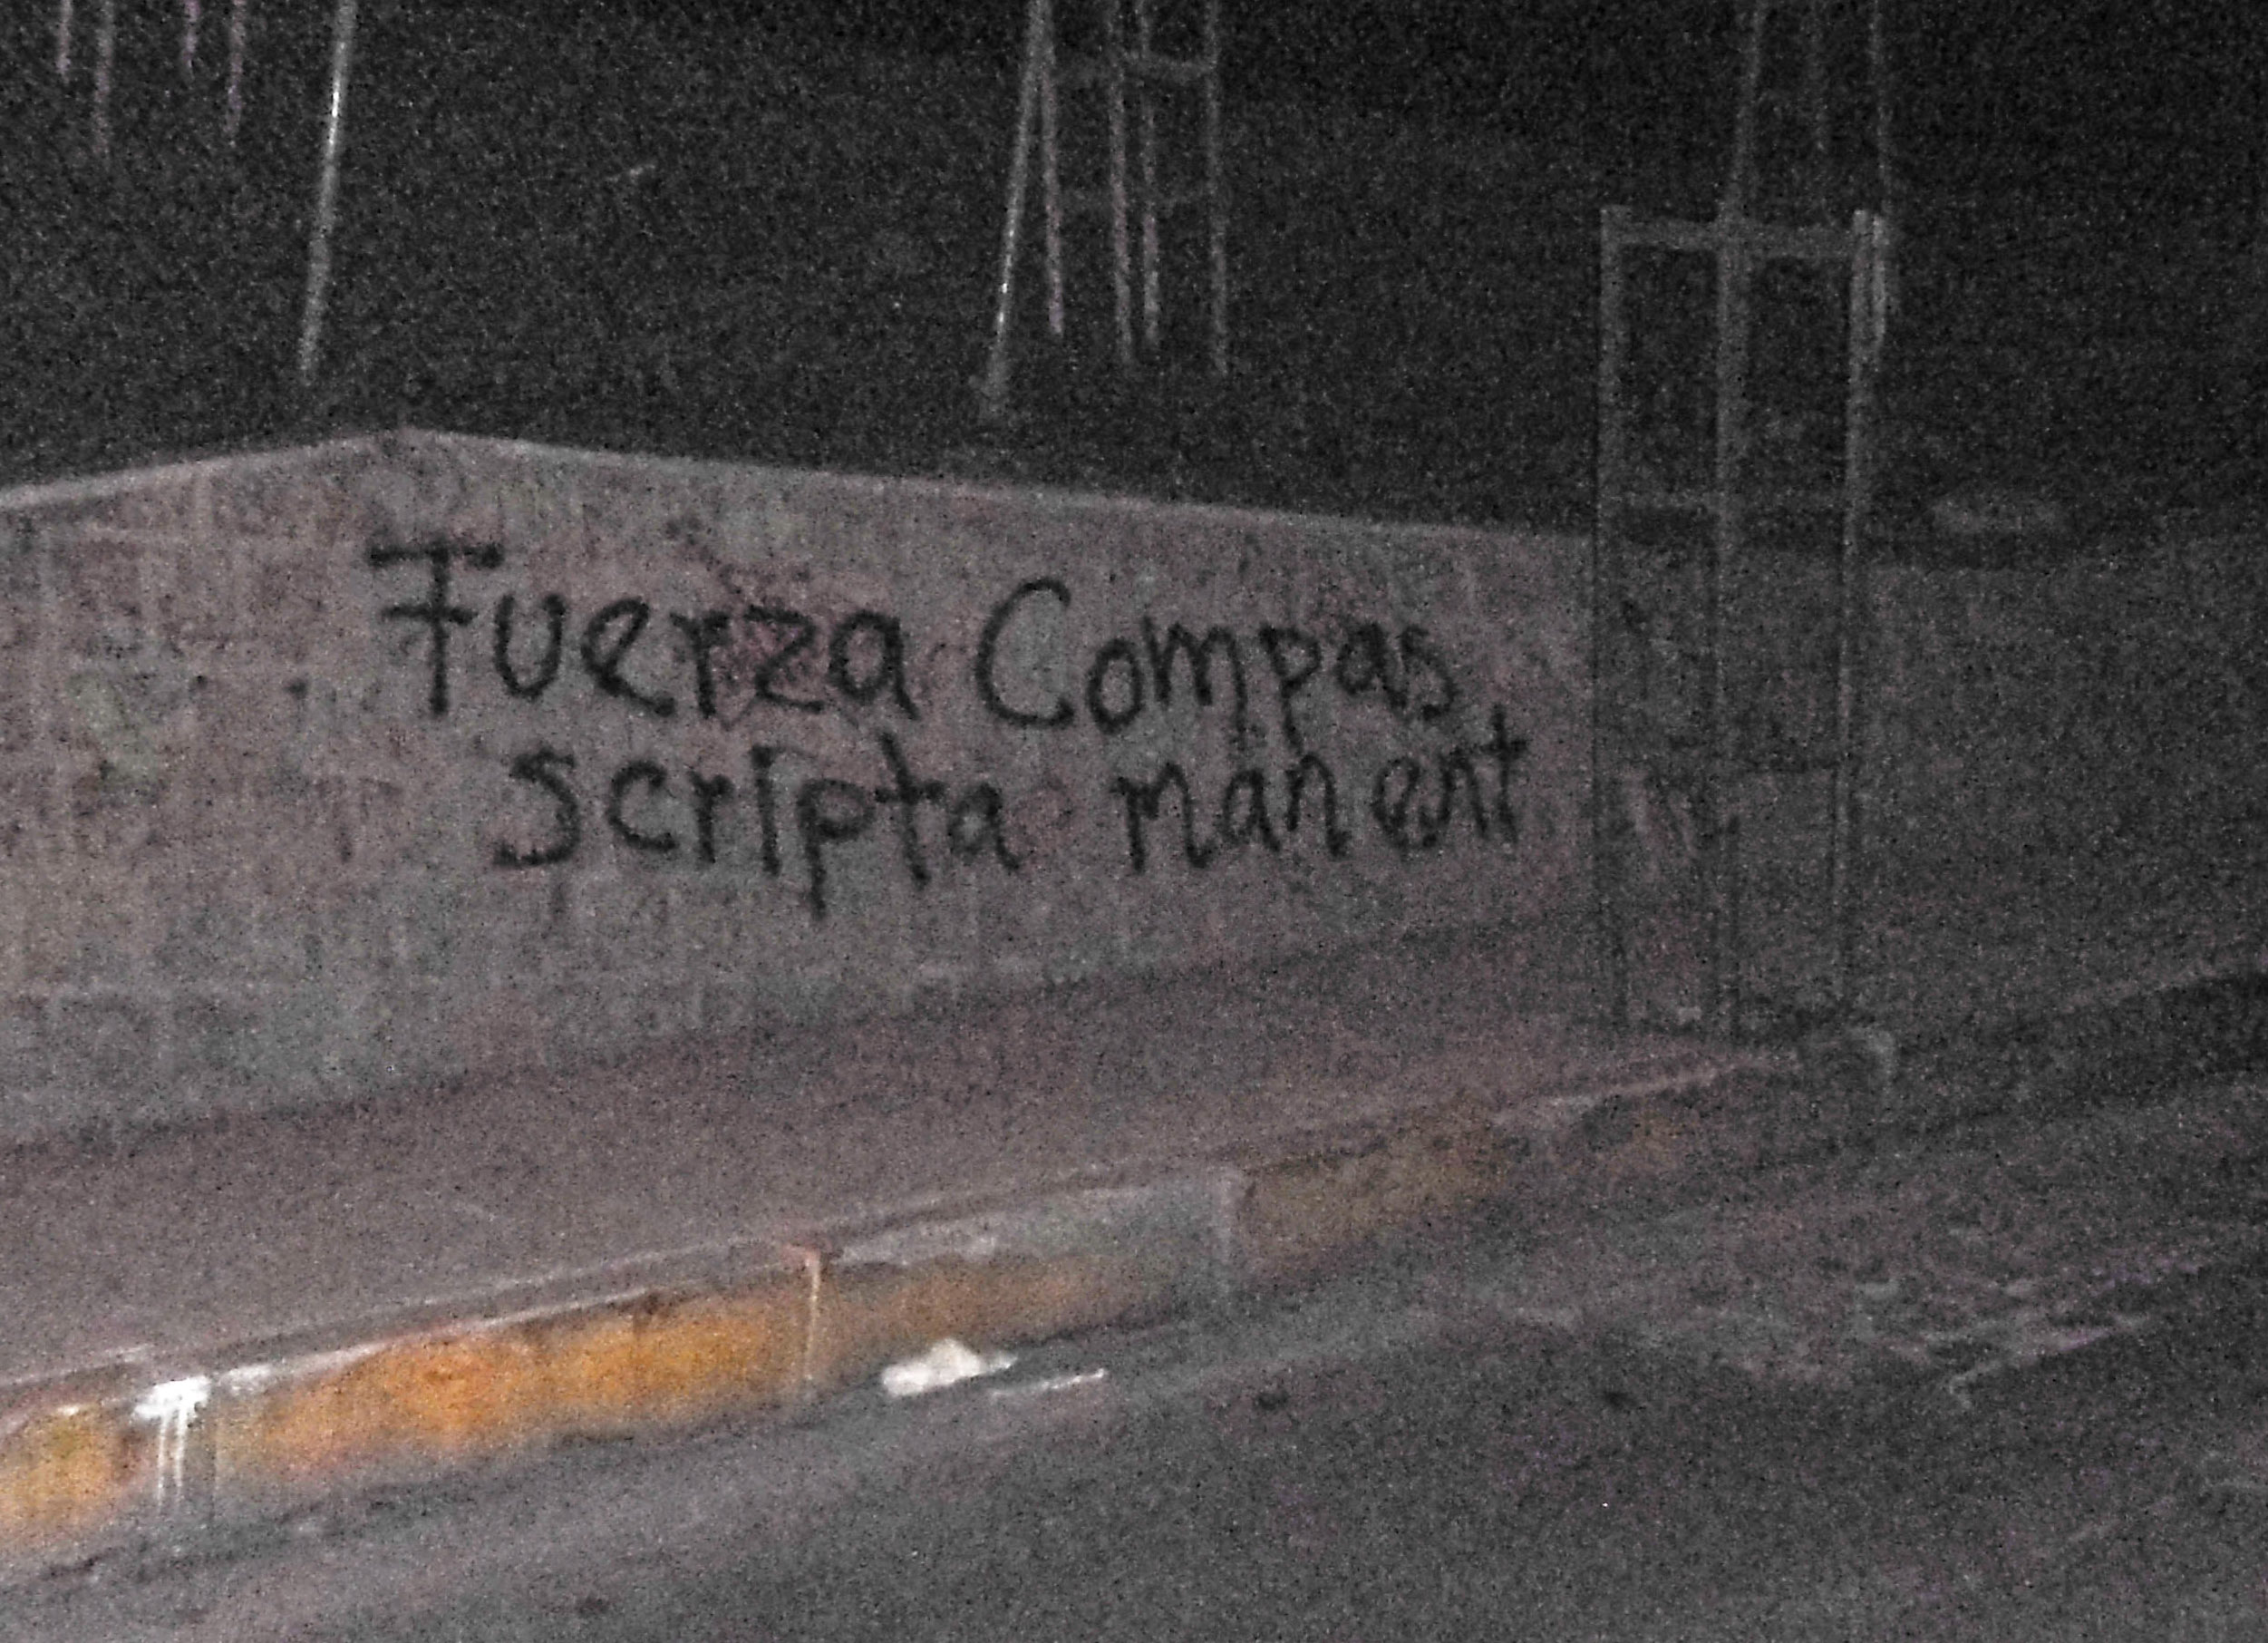 Fuerza Compas
scripta manent